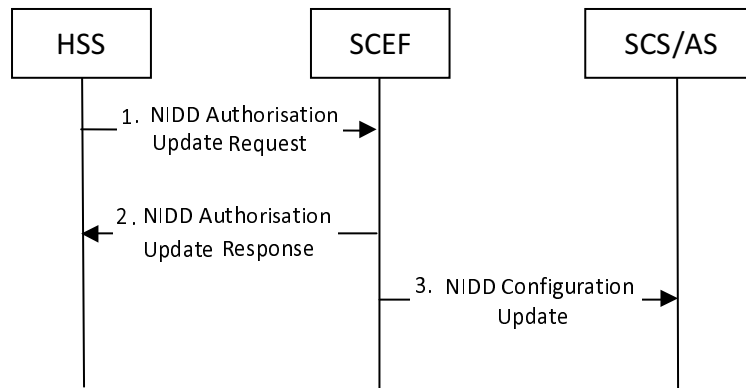 HSS
SCEF
SCS/AS
1. NIDD Authorisation
Update Request
2. NIDD Authorisation
Update Response
3. NIDD Configuration
Update